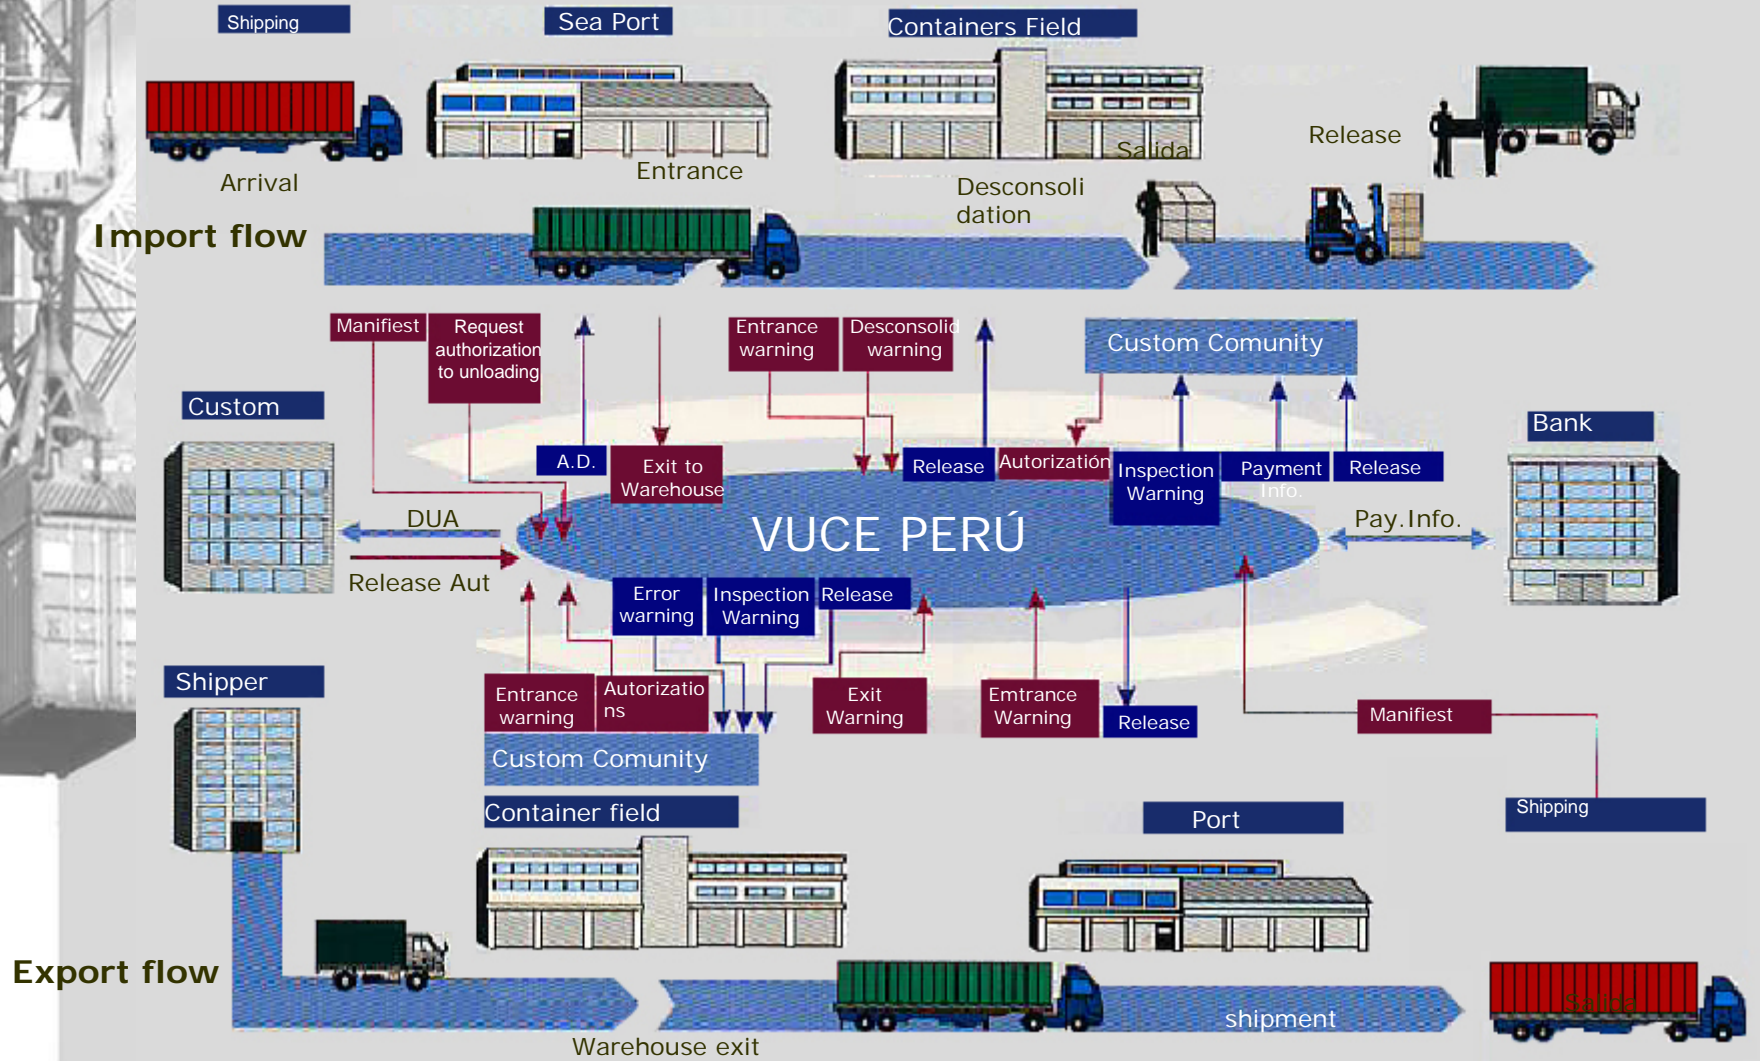 Shipping
Sea Port
Containers Field
Arrival
Entrance
Salida
Release
Desconsoli
dation
Import flow
Manifiest
Request
authorization
to unloading
Entrance
warning
Desconsolid
warning
Custom Comunity
Custom
Bank
A.D.
Exit to
Warehouse
Release
Autorizatión
Inspection
Warning
Payment
Info.
Release
DUA
Release Aut
VUCE PERÚ
Pay.Info.
Error
warning
Inspection
Warning
Release
Shipper
Entrance
warning
Autorizatio
ns
Exit
Warning
Emtrance
Warning
Release
Manifiest
Custom Comunity
Container field
Port
Shipping
Export flow
Salida
shipment
Warehouse exit